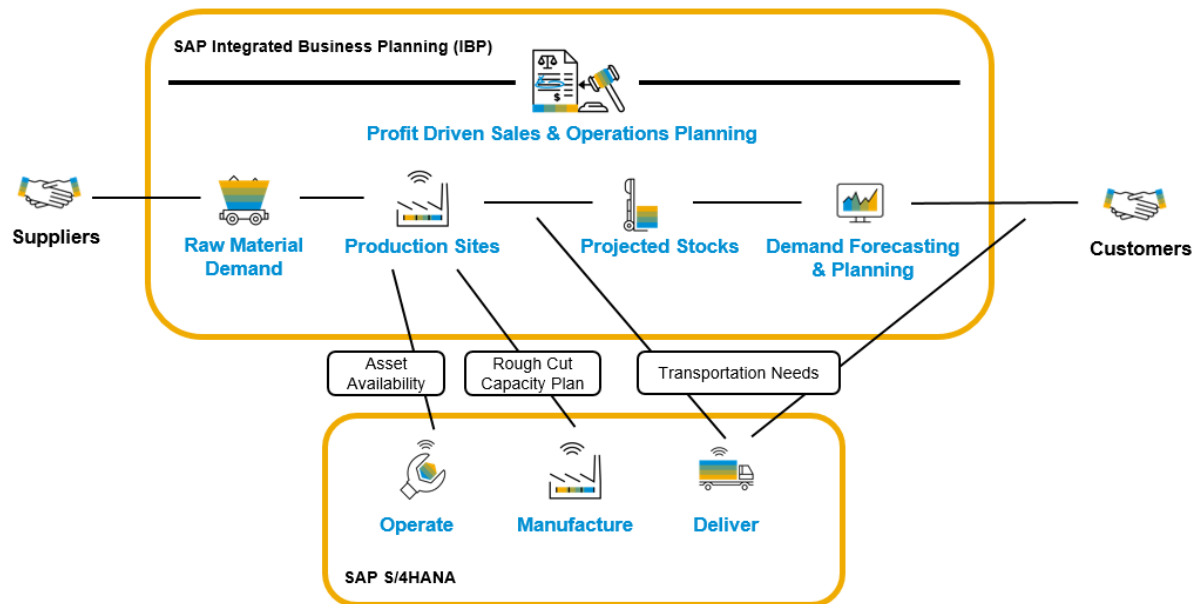 SAP Integrated Business Planning (IBP)
$
Profit Driven Sales & Operations Planning
Suppliers
Raw Material
Demand
Production Sites
Projected Stocks
Demand Forecasting
& Planning
Customers
Asset
Availability
Rough Cut
Capacity Plan
Transportation Needs
Operate
Manufacture
Deliver
SAP S/4HANA